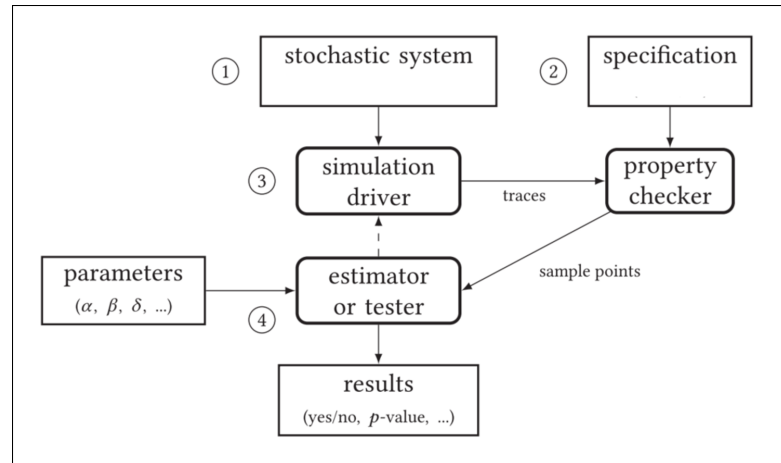 ① stochastic system
② specification
③ simulation
driver
traces
property
checker
parameters
(α, β, δ, ...)
④ estimator
or tester
sample points
results
(yes/no, p-value, ...)